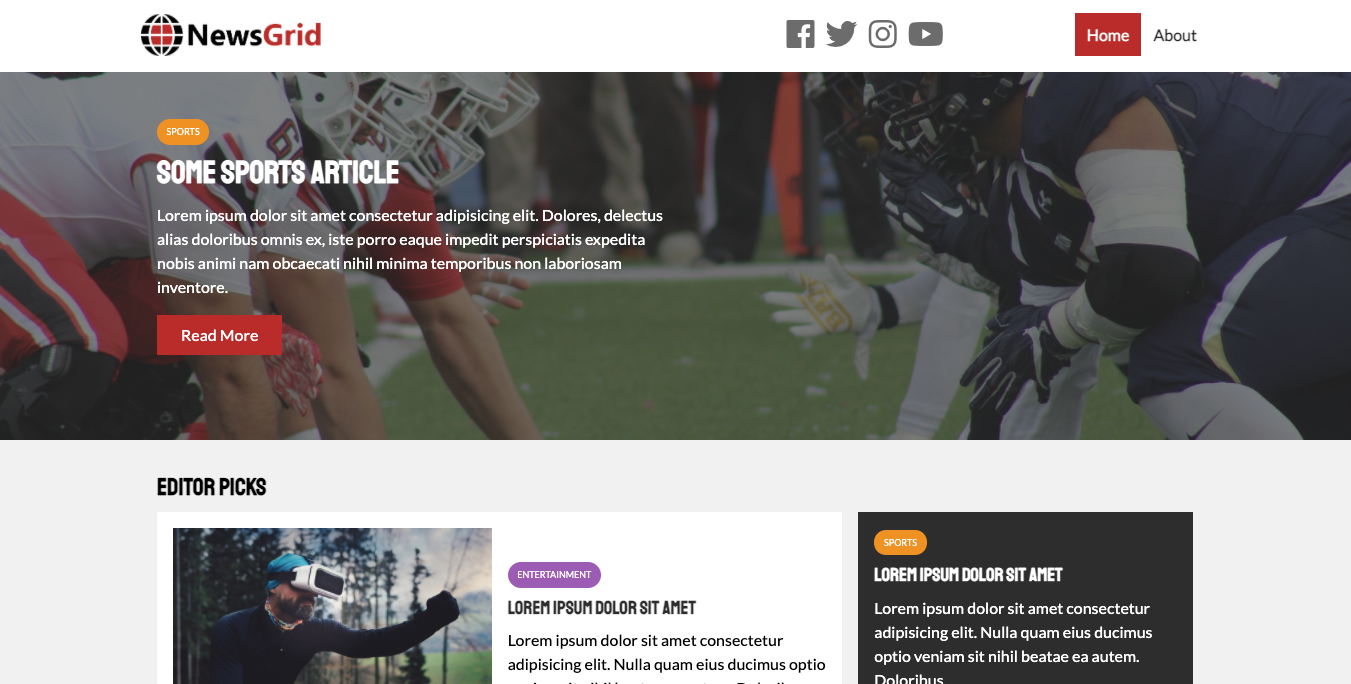 NewsGrid
Home
About
SPORTS
SOME SPORTS ARTICLE
Lorem ipsum dolor sit amet consectetur adipisicing elit. Dolores, delectus
alias doloribus omnis ex, iste porro eaque impedit perspiciatis expedita
nobis animi nam obcaecati nihil minima temporibus non laboriosam
inventore.
Read More
EDITOR PICKS
ENTERTAINMENT
LOREM IPSUM DOLOR SIT AMET
Lorem ipsum dolor sit amet consectetur
adipisicing elit. Nulla quam eius ducimus optio
SPORTS
LOREM IPSUM DOLOR SIT AMET
Lorem ipsum dolor sit amet consectetur
adipisicing elit. Nulla quam eius ducimus
optio veniam sit nihil beatae ea autem.
Doloribus